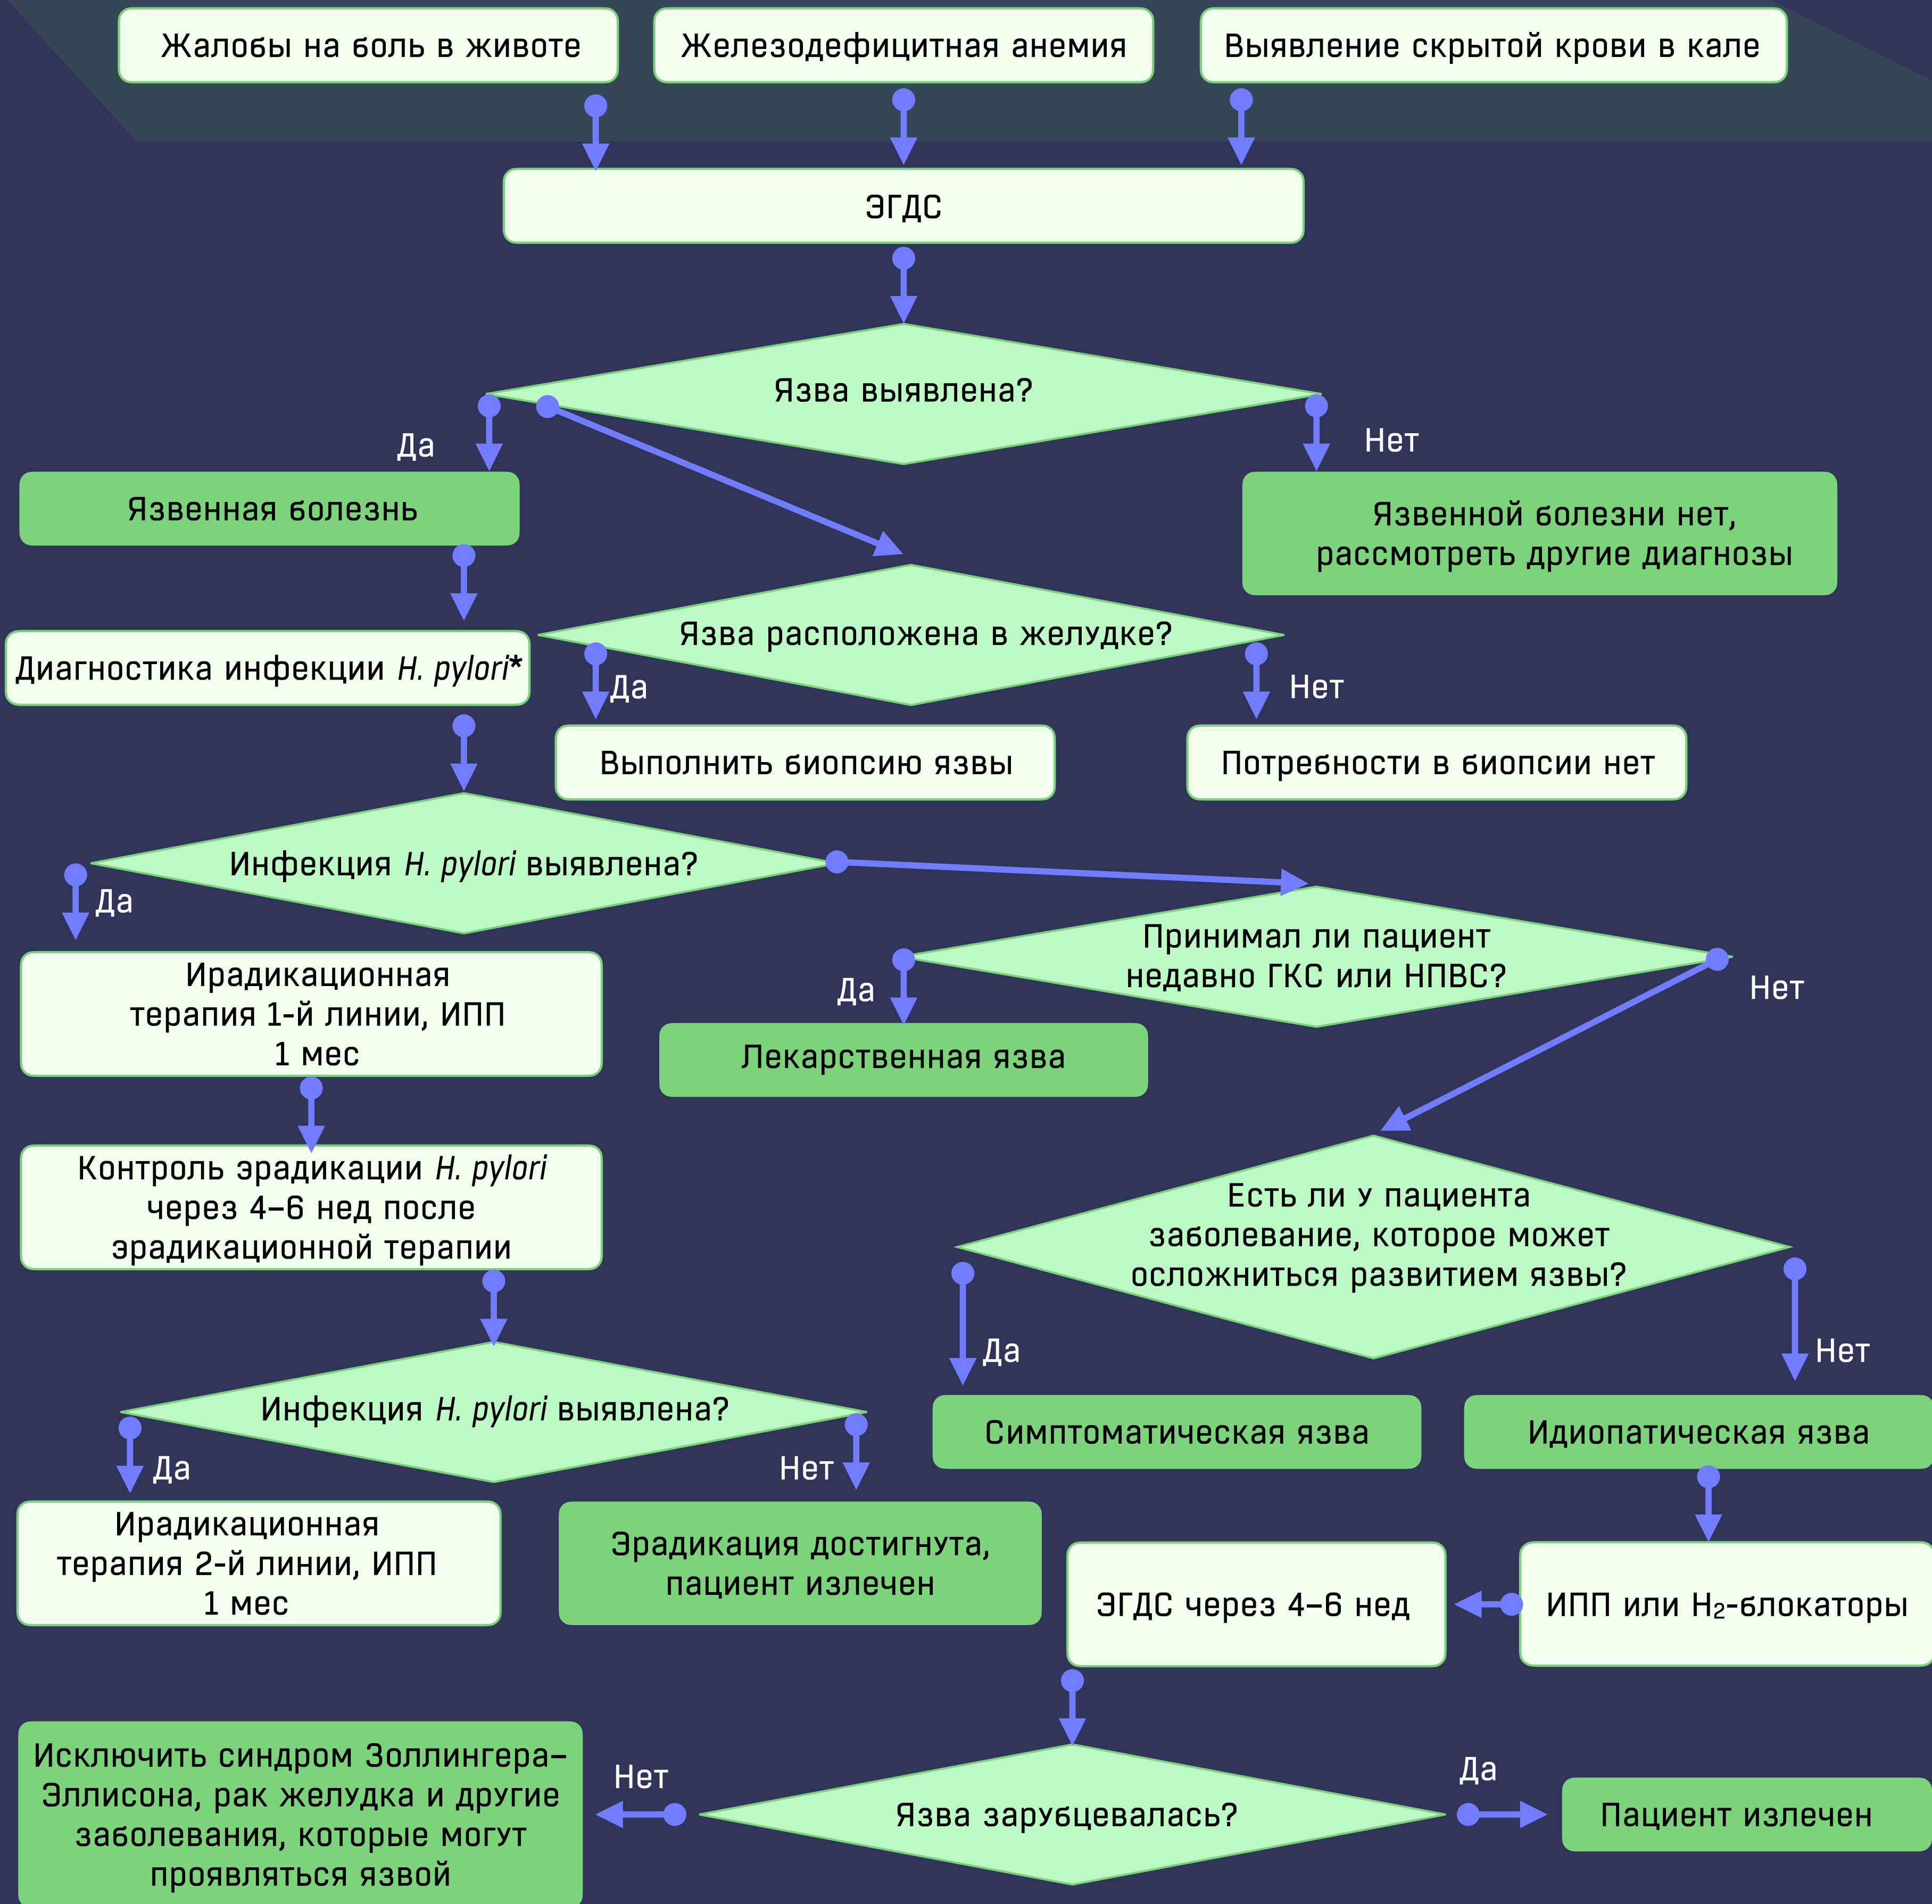 Жалобы на боль в животе
Железодефицитная анемия
Выявление скрытой крови в кале
ЭГДС
Язва выявлена?
Да
Нет
Язвенная болезнь
Язвенной болезни нет,
рассмотреть другие диагнозы
Язва расположена в желудке?
Диагностика инфекции H. pylori*
Да
Нет
Выполнить биопсию язвы
Потребности в биопсии нет
Инфекция H. pylori выявлена?
Да
Принимал ли пациент
недавно ГКС или НПВС?
Да
Нет
Ирадикационная
терапия 1-й линии, ИПП
1 мес
Лекарственная язва
Контроль эрадикации H. pylori
через 4–6 нед после
эрадикационной терапии
Есть ли у пациента
заболевание, которое может
осложниться развитием язвы?
Да
Нет
Инфекция H. pylori выявлена?
Да
Нет
Симптоматическая язва
Идиопатическая язва
Ирадикационная
терапия 2-й линии, ИПП
1 мес
Эрадикация достигнута,
пациент излечен
ЭГДС через 4–6 нед
ИПП или H₂-блокаторы
Исключить синдром Золлингера–
Эллисона, рак желудка и другие
заболевания, которые могут
проявляться язвой
Нет
Язва зарубцевалась?
Да
Пациент излечен